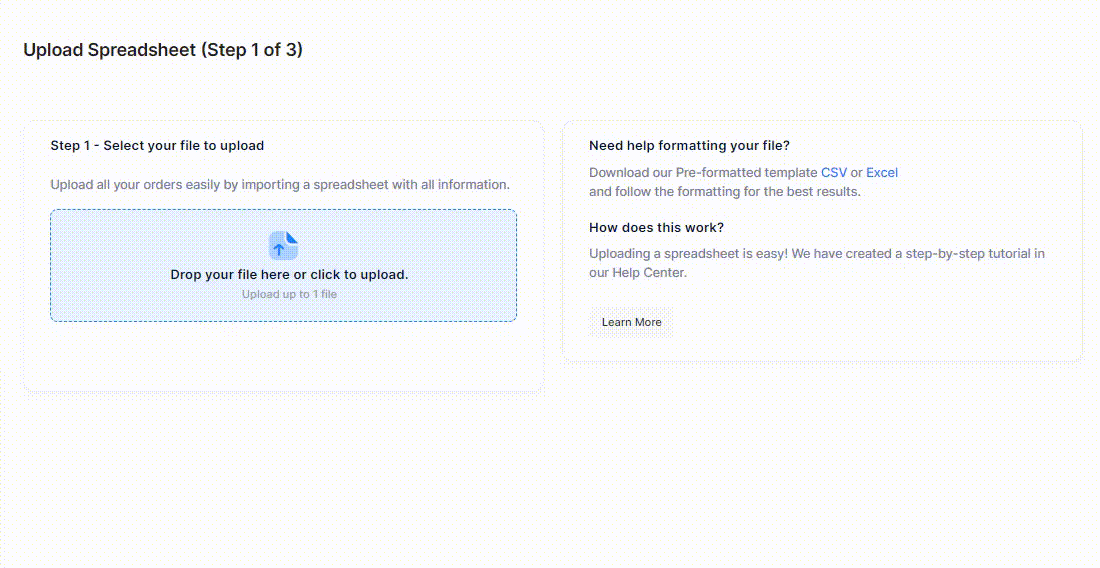 Upload Spreadsheet (Step 1 of 3)
Step 1 - Select your file to upload
Upload all your orders easily by importing a spreadsheet with all information.
Drop your file here or click to upload.
Upload up to 1 file
Need help formatting your file?
Download our Pre-formatted template CSV or Excel
and follow the formatting for the best results.
How does this work?
Uploading a spreadsheet is easy! We have created a step-by-step tutorial in
our Help Center.
Learn More